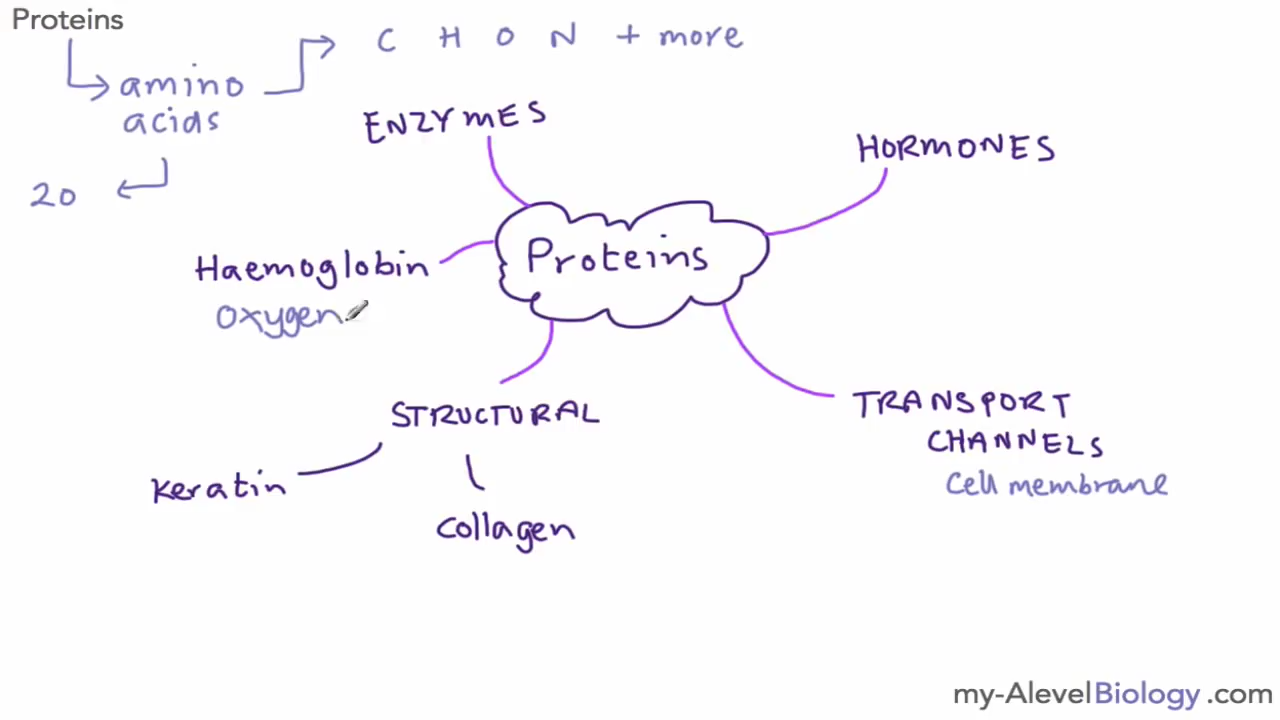 Proteins
C H O N + more
amino
acids
20
ENZYMES
HORMONES
Proteins
Haemoglobin
oxygen
STRUCTURAL
TRANSPORT
CHANNELS
Cell membrane
Keratin
Collagen
my-AlevelBiology.com